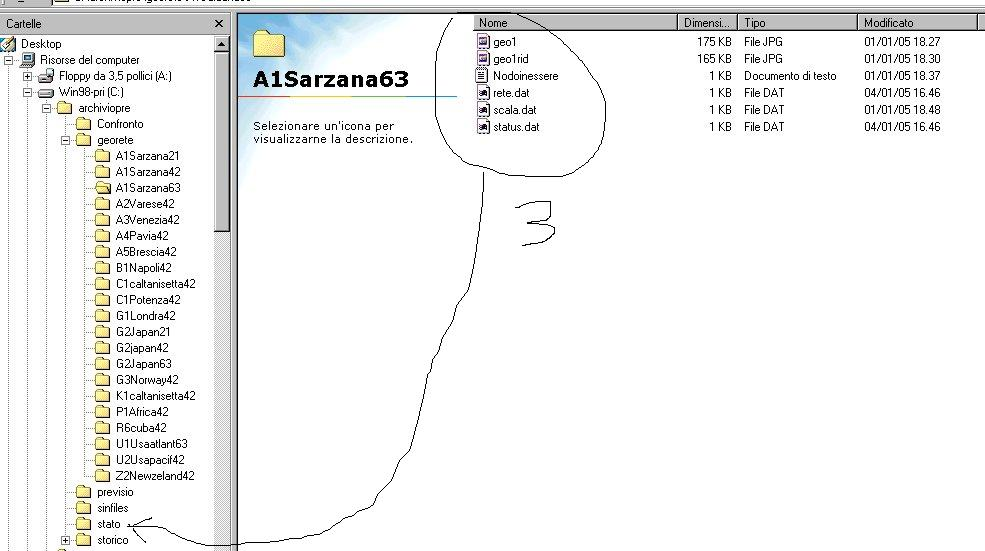 Cartelle
Desktop
Risorse del computer
Floppy da 3,5 pollici (A:)
Win98-pri (C:)
archiviopre
Confronto
georete
A1Sarzana21
A1Sarzana42
A1Sarzana63
A2Varese42
A3Venezia42
A4Pavia42
A5Brescia42
B1Napoli42
C1caltanisetta42
C1Potenza42
G1Londra42
G2Japan21
G2japan42
G2Japan63
G3Norway42
K1caltanisetta42
P1Africa42
R6cuba42
U1Usaatlant63
U2Usapacif42
Z2Newzeland42
previsio
sinfiles
stato
storico
A1Sarzana63
Selezionare un'icona per
visualizzarne la descrizione.
Nome Dimensi... Tipo Modificato
geo1 175 KB File JPG 01/01/05 18.27
geo1rid 165 KB File JPG 01/01/05 18.30
Nodoinessere 1 KB Documento di testo 01/01/05 18.37
rete.dat 1 KB File DAT 04/01/05 16.46
scala.dat 1 KB File DAT 01/01/05 18.48
status.dat 1 KB File DAT 04/01/05 16.46
3